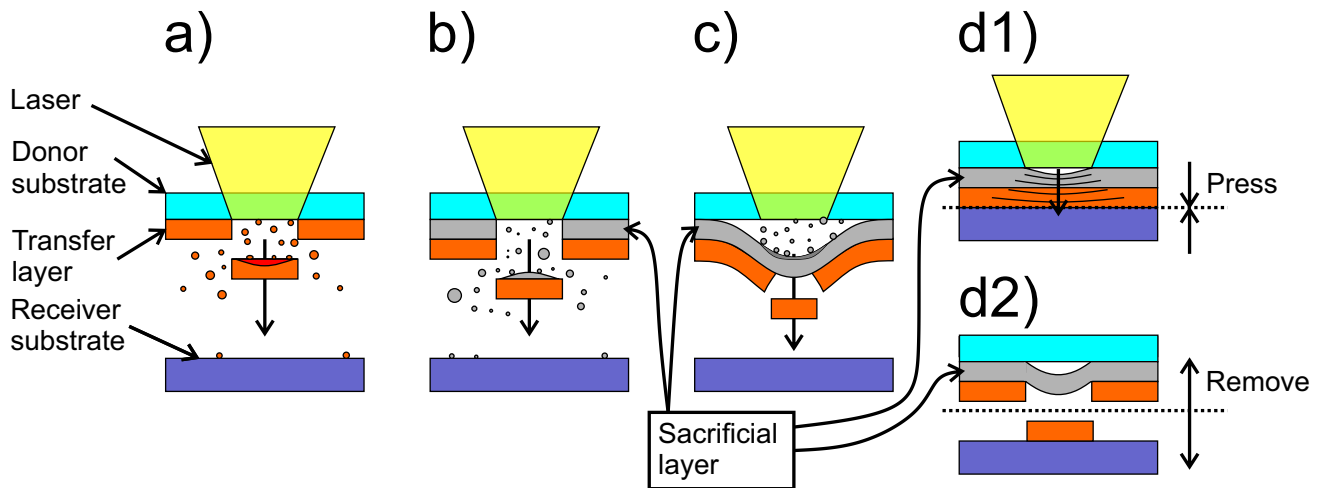 a)
b)
c)
d1)
Laser
Donor
substrate
Transfer
layer
Receiver
substrate
Press
d2)
Remove
Sacrificial
layer